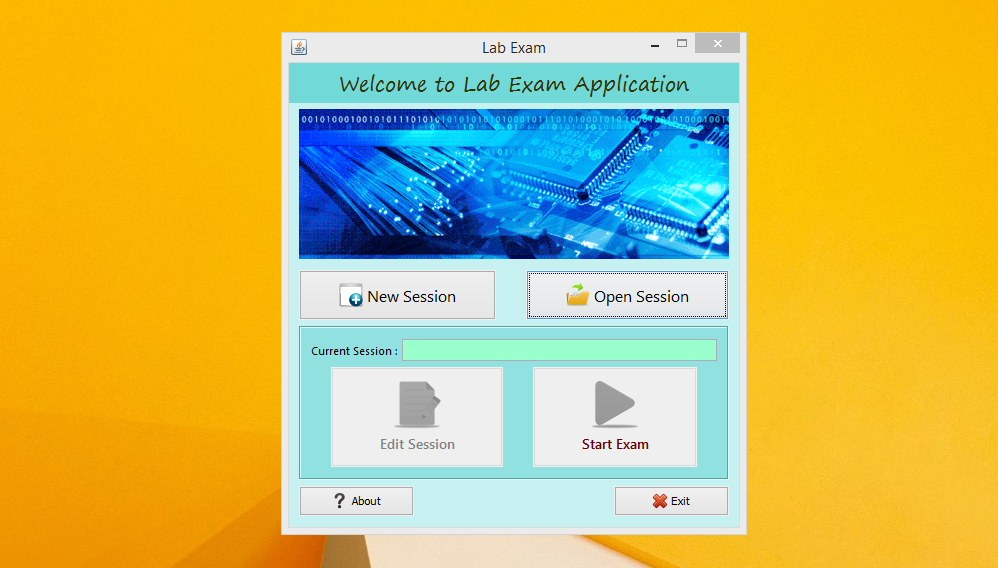 Lab Exam
Welcome to Lab Exam Application
New Session
Open Session
Current Session :
Edit Session
Start Exam
? About
Exit